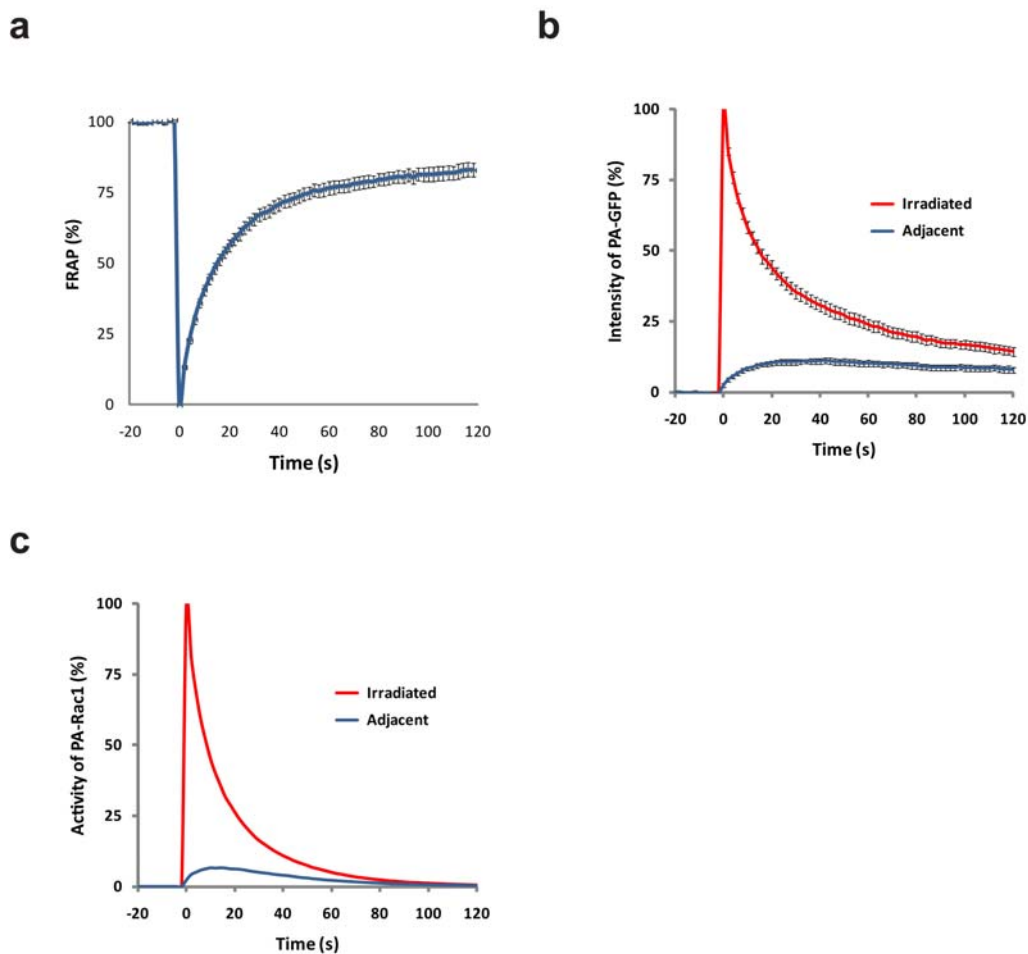 a
100
75
50
25
0
FRAP (%)
-20 0 20 40 60 80 100 120
Time (s)
b
100
75
50
25
0
Intensity of PA-GFP (%)
Irradiated
Adjacent
-20 0 20 40 60 80 100 120
Time (s)
c
100
75
50
25
0
Activity of PA-Rac1 (%)
Irradiated
Adjacent
-20 0 20 40 60 80 100 120
Time (s)